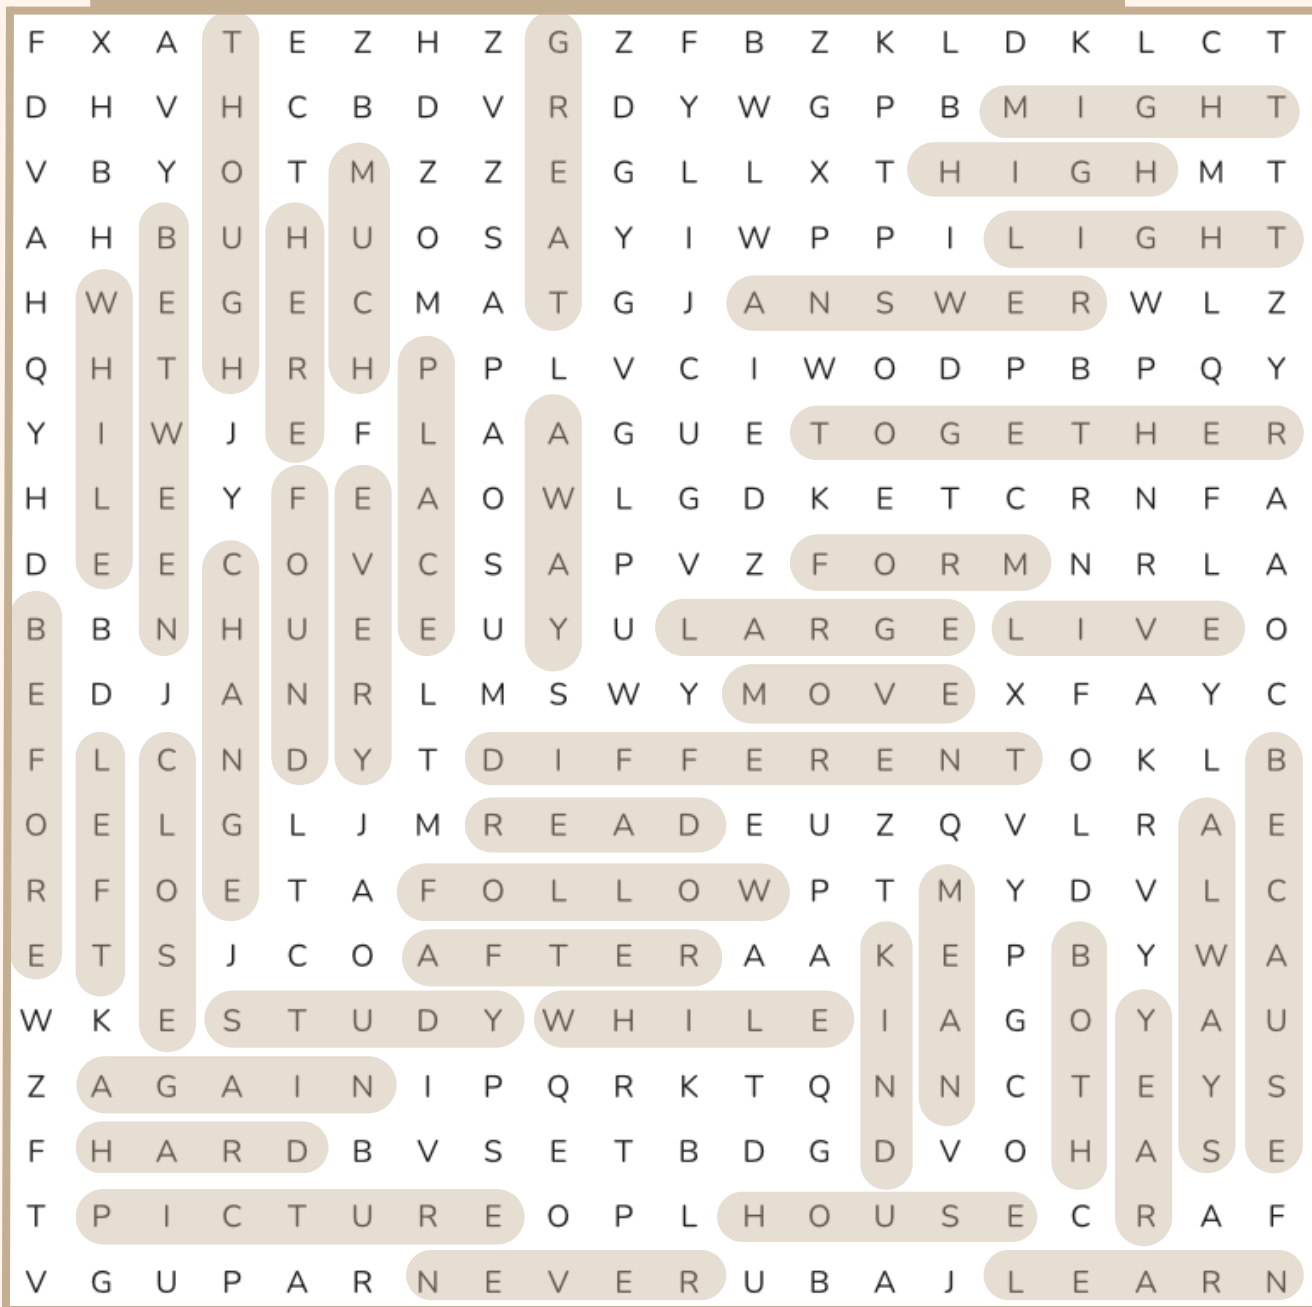 F X A T E Z H Z G Z F B Z K L D K L C T
D H V H C B D V R D Y W G P B M I G H T
V B Y O T M Z Z E G L L X T H I G H M T
A H B U H U O S A Y I W P P I L I G H T
H W E G E C M A T G J A N S W E R W L Z
Q H T H R H P P L V C I W O D P B P Q Y
Y I W J E F L A A G U E T O G E T H E R
H L E Y F E A O W L G D K E T C R N F A
D E E C O V C S A P V Z F O R M N R L A
B B N H U E E U Y U L A R G E L I V E O
E D J A N R L M S W Y M O V E X F A Y C
F L C N D Y T D I F F E R E N T O K L B
O E L G L J M R E A D E U Z Q V L R A E
R F O E T A F O L L O W P T M Y D V L C
E T S J C O A F T E R A A K E P B Y W A
W K E S T U D Y W H I L E I A G O Y A U
Z A G A I N I P Q R K T Q N N C T E Y S
F H A R D B V S E T B D G D V O H A S E
T P I C T U R E O P L H O U S E C R A F
V G U P A R N E V E R U B A J L E A R N